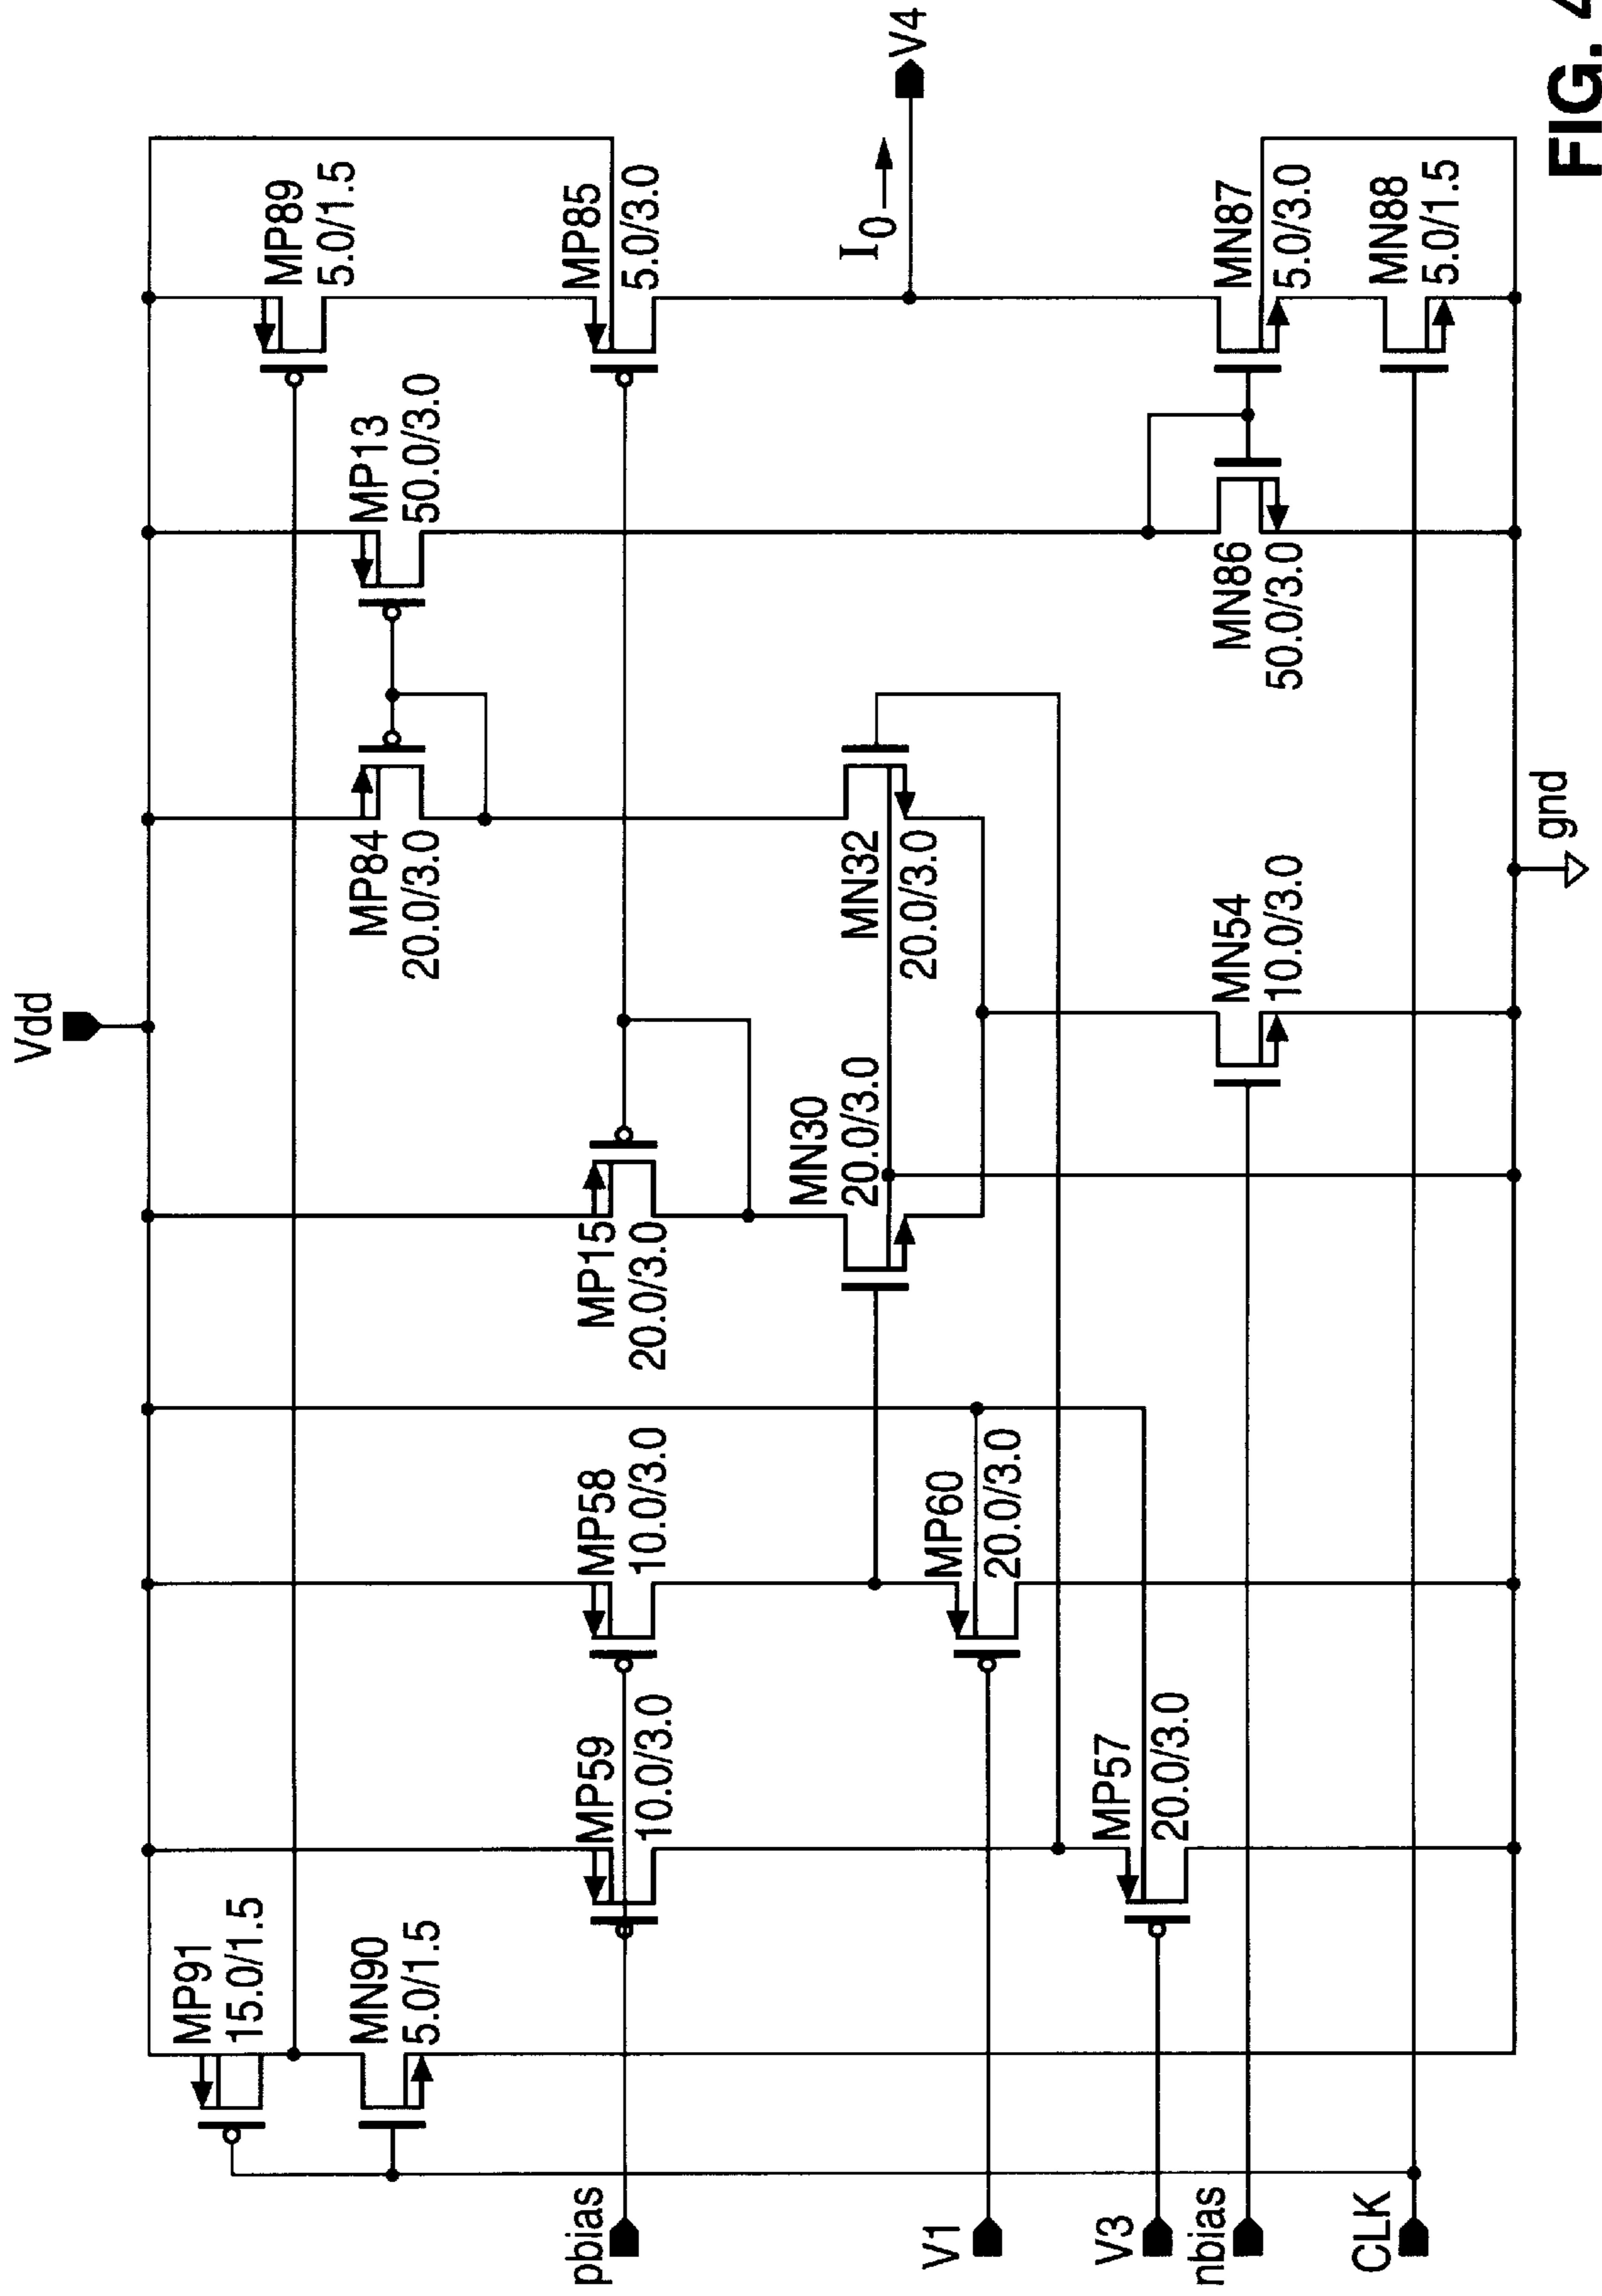 Vdd
MP91
15.0/1.5
MN90
5.0/1.5
MP59
10.0/3.0
MP58
10.0/3.0
MP15
20.0/3.0
MP84
20.0/3.0
MP13
50.0/3.0
MP89
5.0/1.5
MP85
5.0/3.0
MN30
20.0/3.0
MN32
20.0/3.0
I0
V4
MP60
20.0/3.0
MP57
20.0/3.0
MN54
10.0/3.0
MN86
50.0/3.0
MN87
5.0/3.0
MN88
5.0/1.5
pbias
V1
V3
nbias
CLK
gnd
FIG. 4